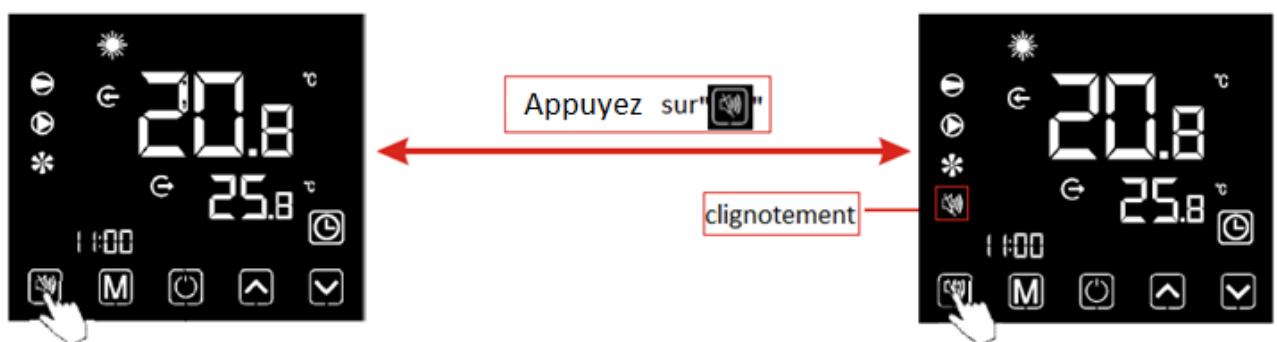 20.8 °C
25.8 °C
11:00
M
Appuyez sur" "
clignotement
20.8 °C
25.8 °C
11:00
M